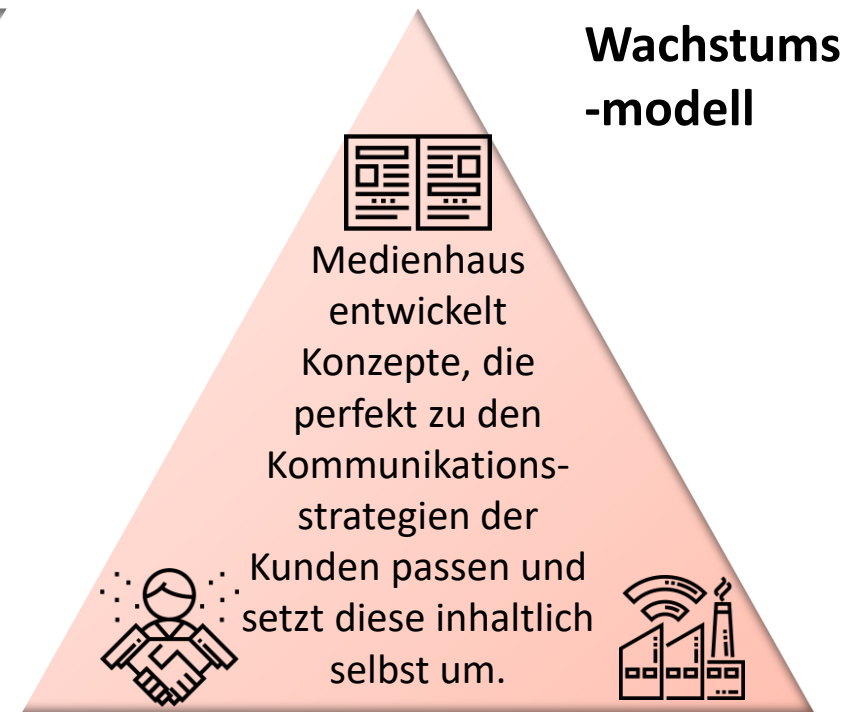 Wachstums
-modell
Medienhaus
entwickelt
Konzepte, die
perfekt zu den
Kommunikations-
strategien der
Kunden passen und
setzt diese inhaltlich
selbst um.